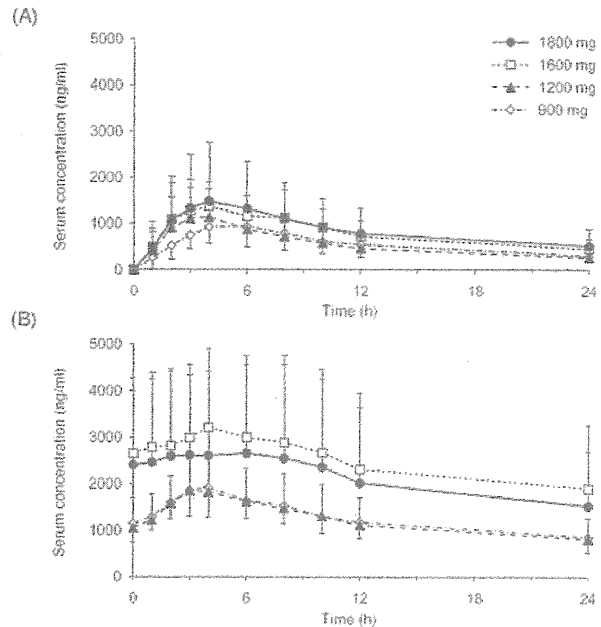 (A)
5000
4000
3000
2000
1000
0
Serum concentration (ng/ml)
1800 mg
1600 mg
1200 mg
900 mg
0 6 12 18 24
Time (h)
(B)
5000
4000
3000
2000
1000
0
Serum concentration (ng/ml)
0 6 12 18 24
Time (h)